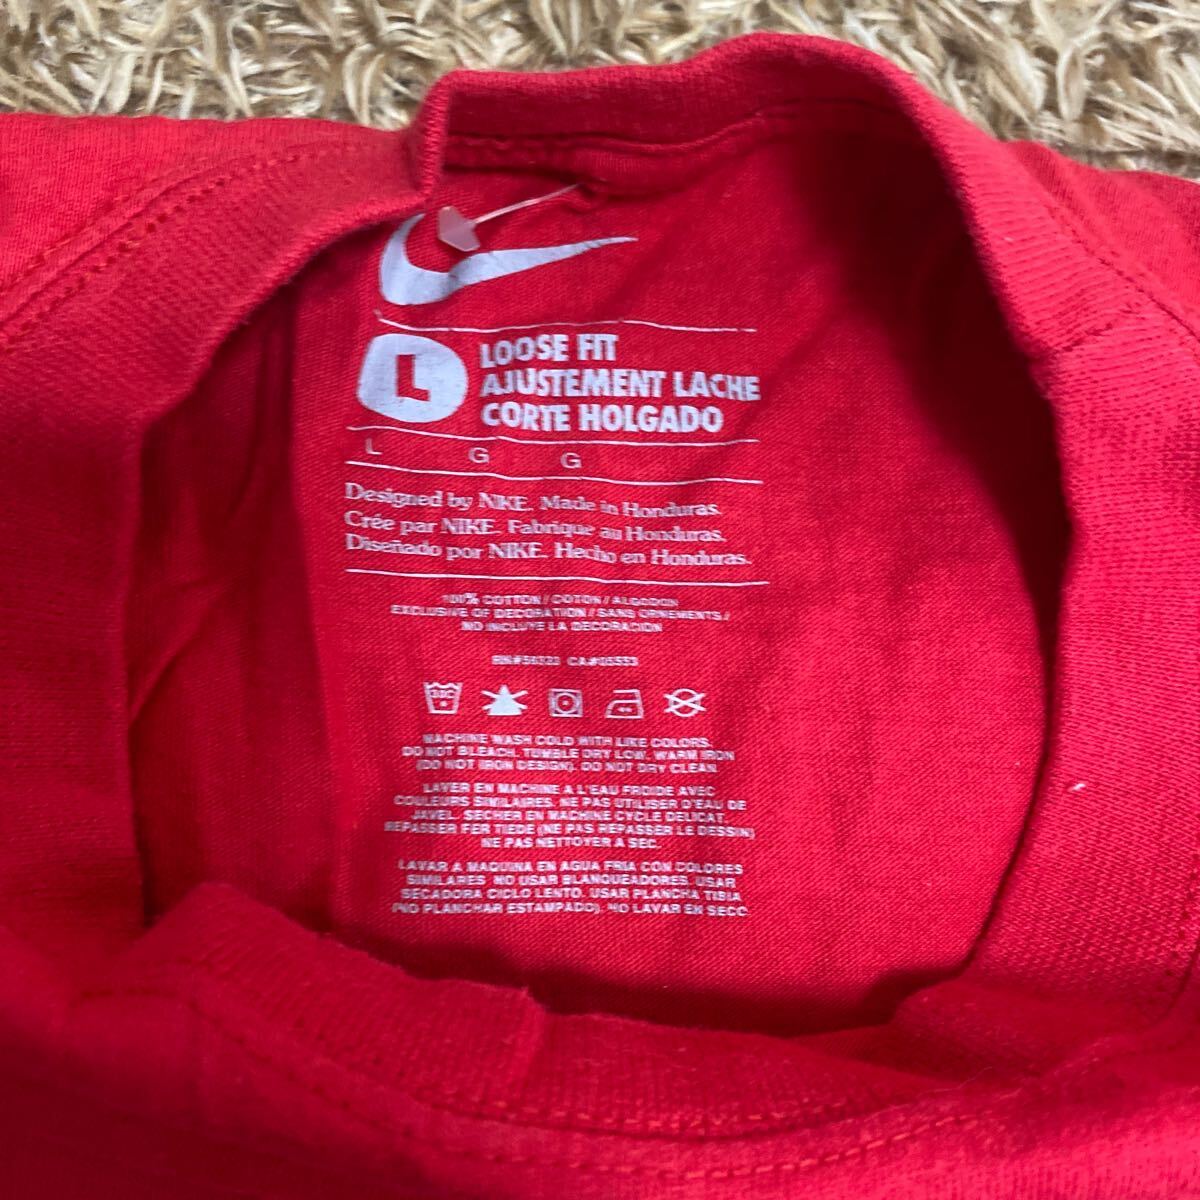 L
LOOSE FIT
AJUSTEMENT LACHE
CORTE HOLGADO
L G G
Designed by NIKE. Made in Honduras.
Crée par NIKE. Fabrique au Honduras.
Diseñado por NIKE. Hecho en Honduras.
100% COTTON / COTON / ALGODON
EXCLUSIVE OF DECORATION / SANS ORNEMENTS /
NO INCLUYE LA DECORACION
RN#56323 CA#05553
30C
MACHINE WASH COLD WITH LIKE COLORS.
DO NOT BLEACH. TUMBLE DRY LOW. WARM IRON
(DO NOT IRON DESIGN). DO NOT DRY CLEAN
LAVER EN MACHINE A L'EAU FROIDE AVEC
COULEURS SIMILAIRES. NE PAS UTILISER D'EAU DE
JAVEL. SECHER EN MACHINE CYCLE DELICAT.
REPASSER FER TIEDE (NE PAS REPASSER LE DESSIN)
NE PAS NETTOYER A SEC.
LAVAR A MAQUINA EN AGUA FRIA CON COLORES
SIMILARES NO USAR BLANQUEADORES. USAR
SECADORA CICLO LENTO. USAR PLANCHA TIBIA
(NO PLANCHAR ESTAMPADO). NO LAVAR EN SECO